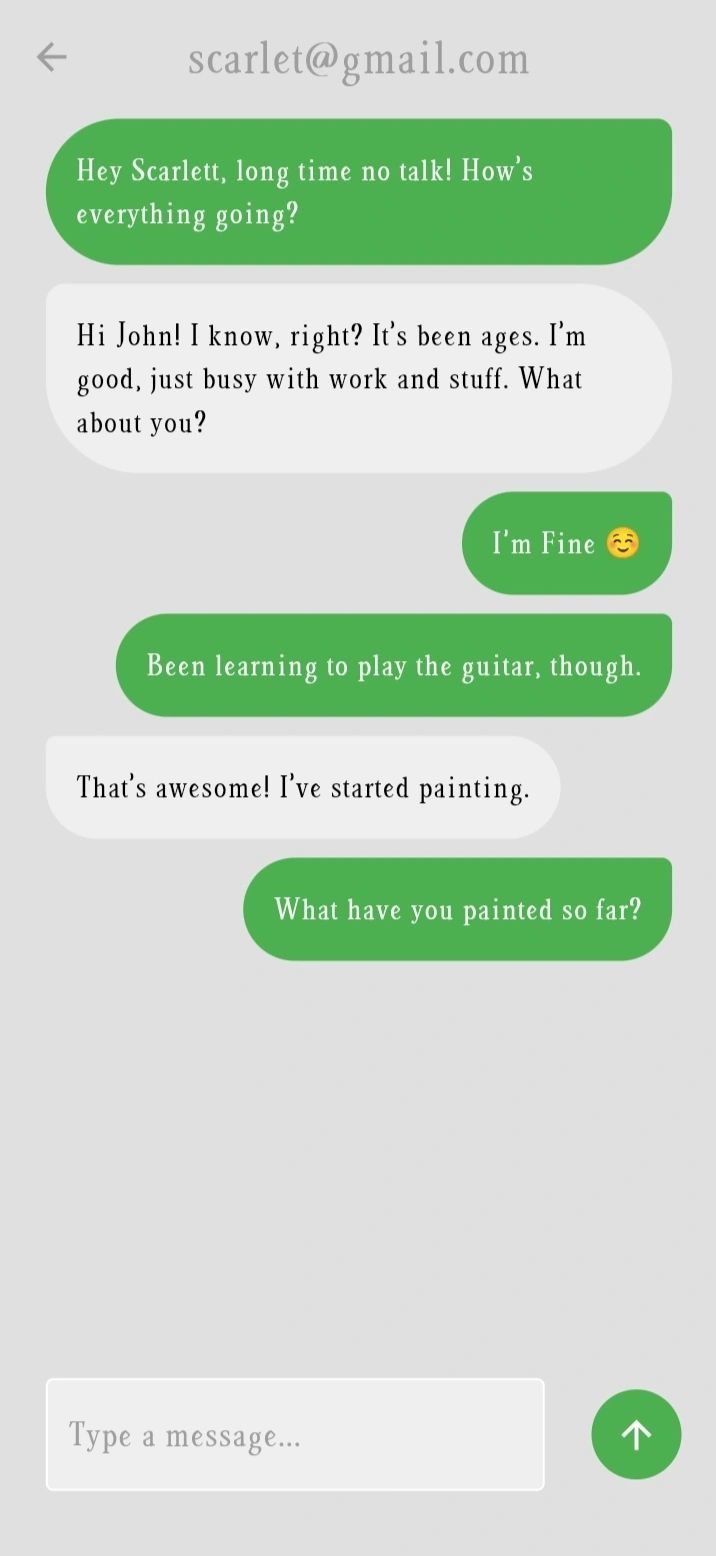 scarlet@gmail.com
Hey Scarlett, long time no talk! How's
everything going?
Hi John! I know, right? It's been ages. I'm
good, just busy with work and stuff. What
about you?
I'm Fine ☺️
Been learning to play the guitar, though.
That's awesome! I've started painting.
What have you painted so far?
Type a message...